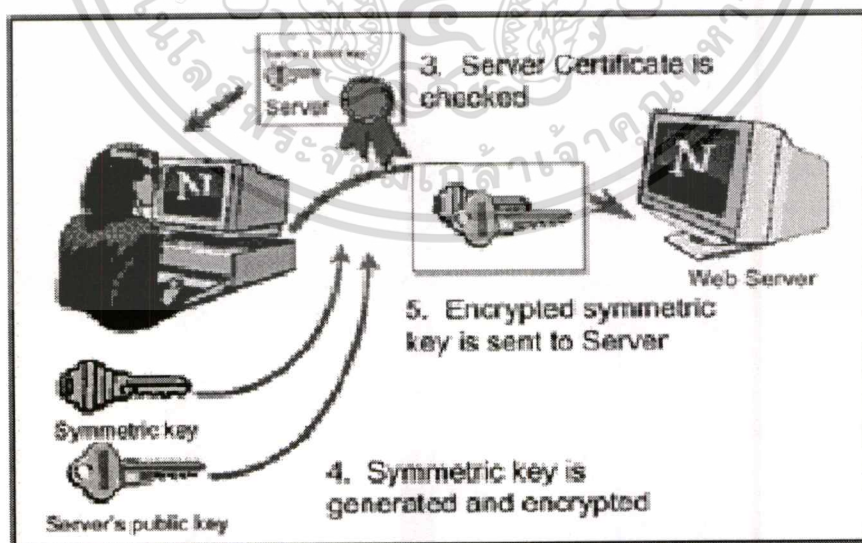 3. Server Certificate is
checked
Server
N
N
Web Server
5. Encrypted symmetric
key is sent to Server
Symmetric key
4. Symmetric key is
generated and encrypted
Server's public key